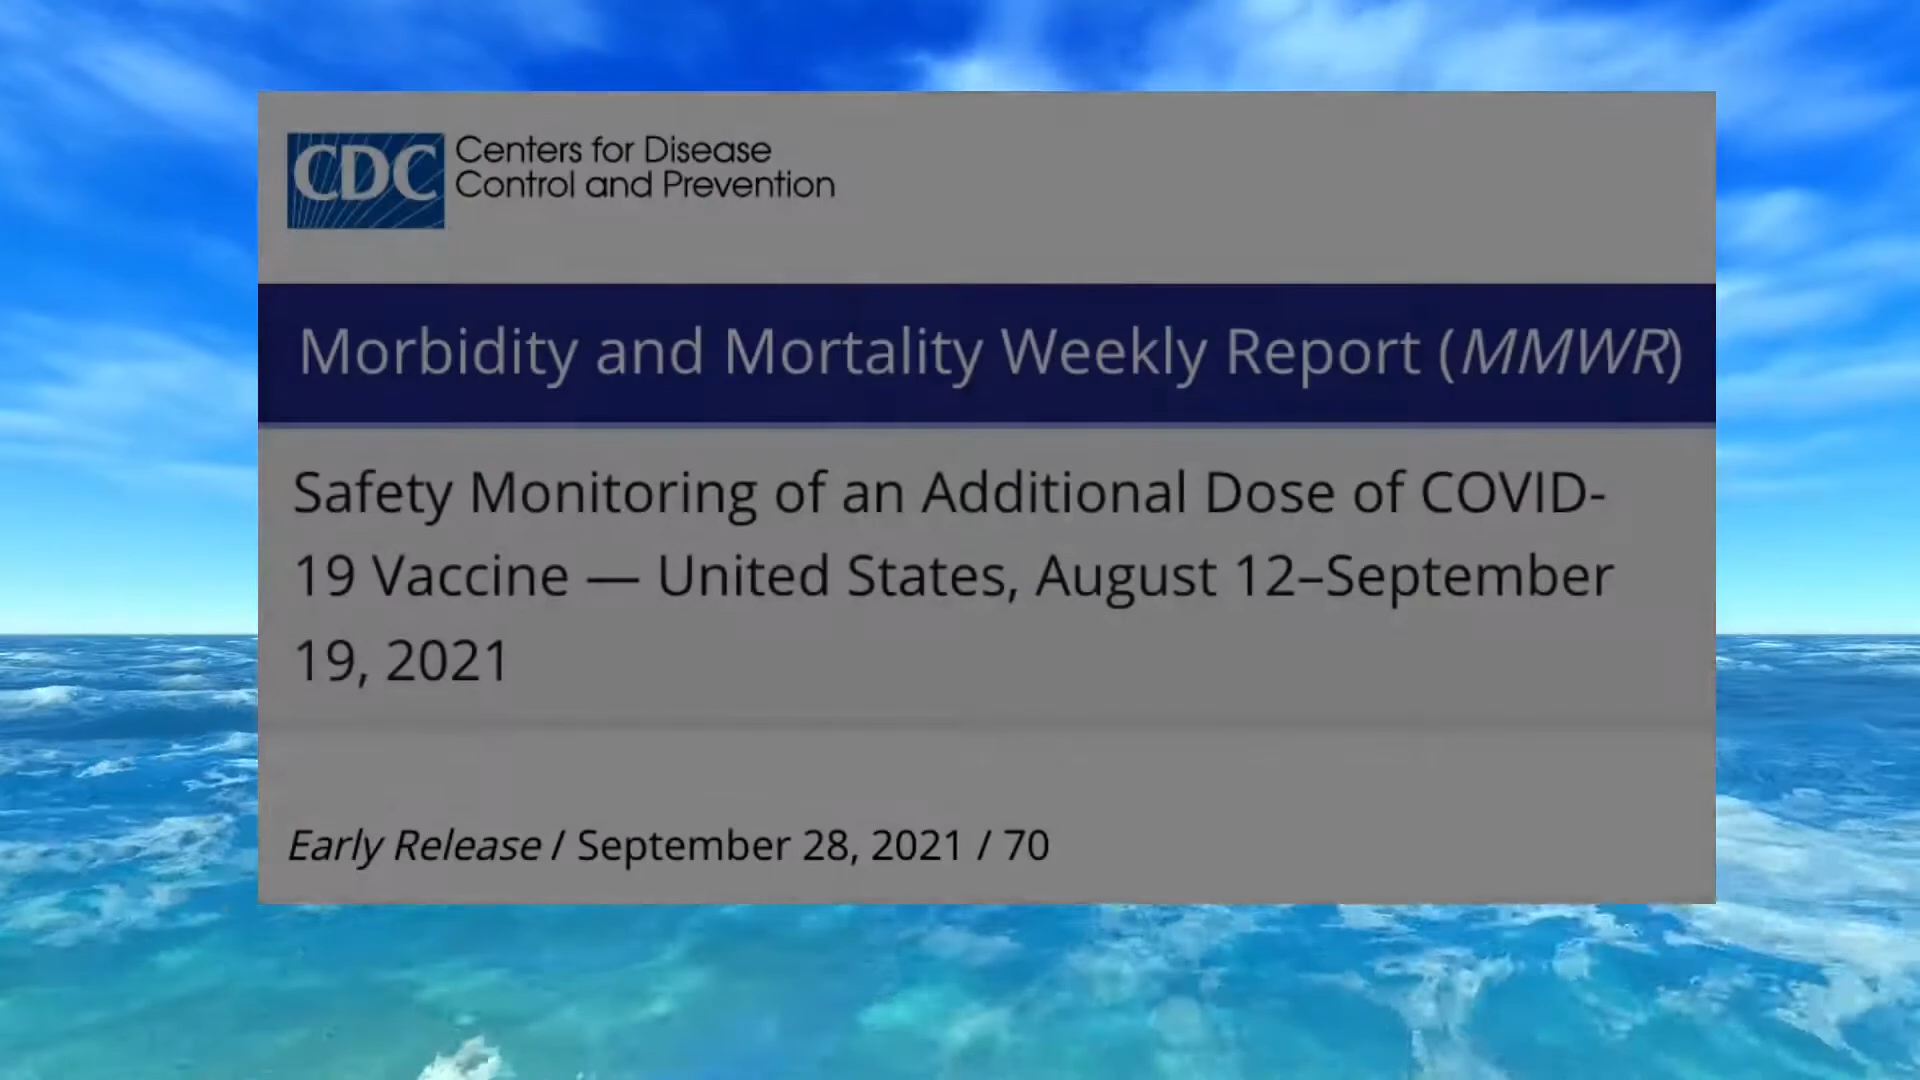 CDC
Centers for Disease
Control and Prevention
Morbidity and Mortality Weekly Report (MMWR)
Safety Monitoring of an Additional Dose of COVID-
19 Vaccine — United States, August 12–September
19, 2021
Early Release / September 28, 2021 / 70